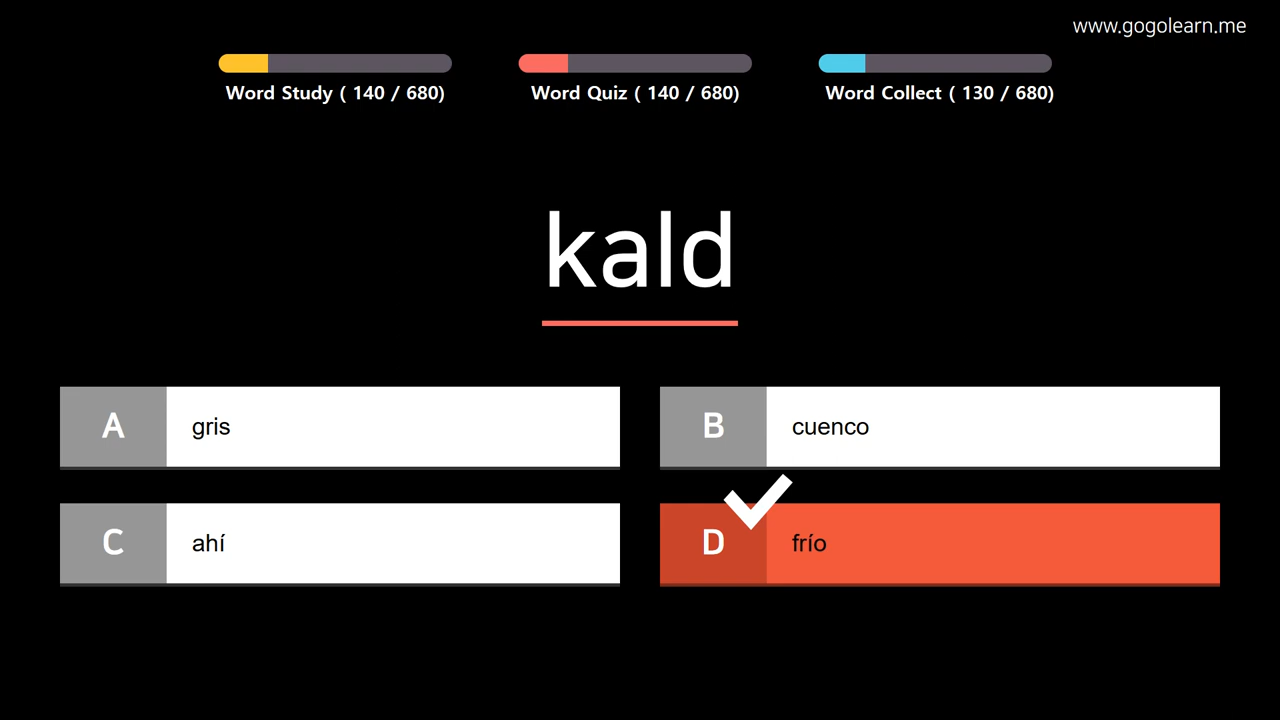 www.gogolearn.me
Word Study ( 140 / 680)
Word Quiz ( 140 / 680)
Word Collect ( 130 / 680)
kald
A gris
B cuenco
C ahí
D frío